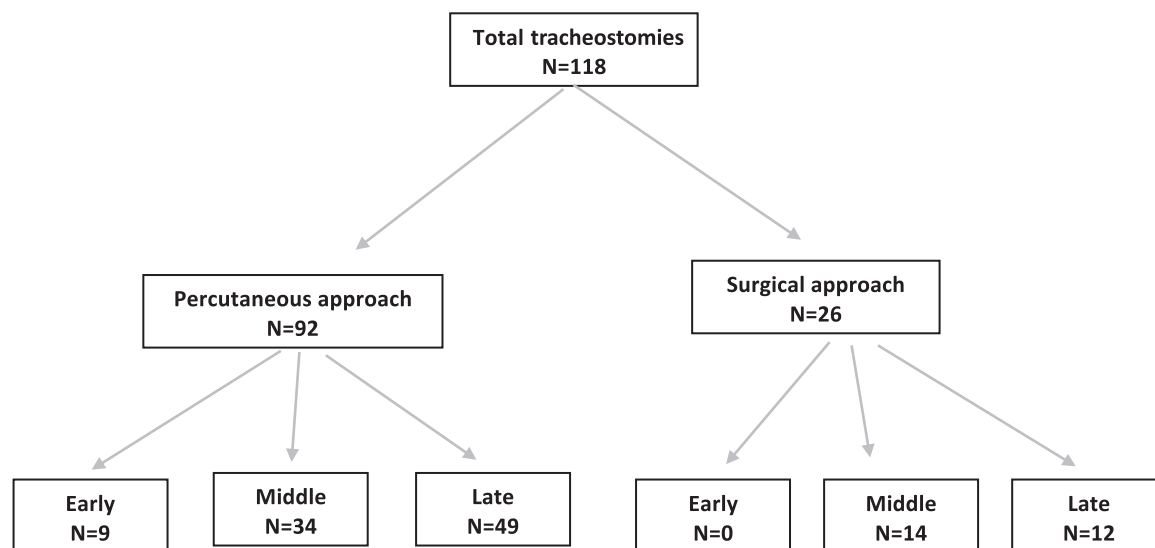 Total tracheostomies
N=118
Percutaneous approach
N=92
Surgical approach
N=26
Early
N=9
Middle
N=34
Late
N=49
Early
N=0
Middle
N=14
Late
N=12